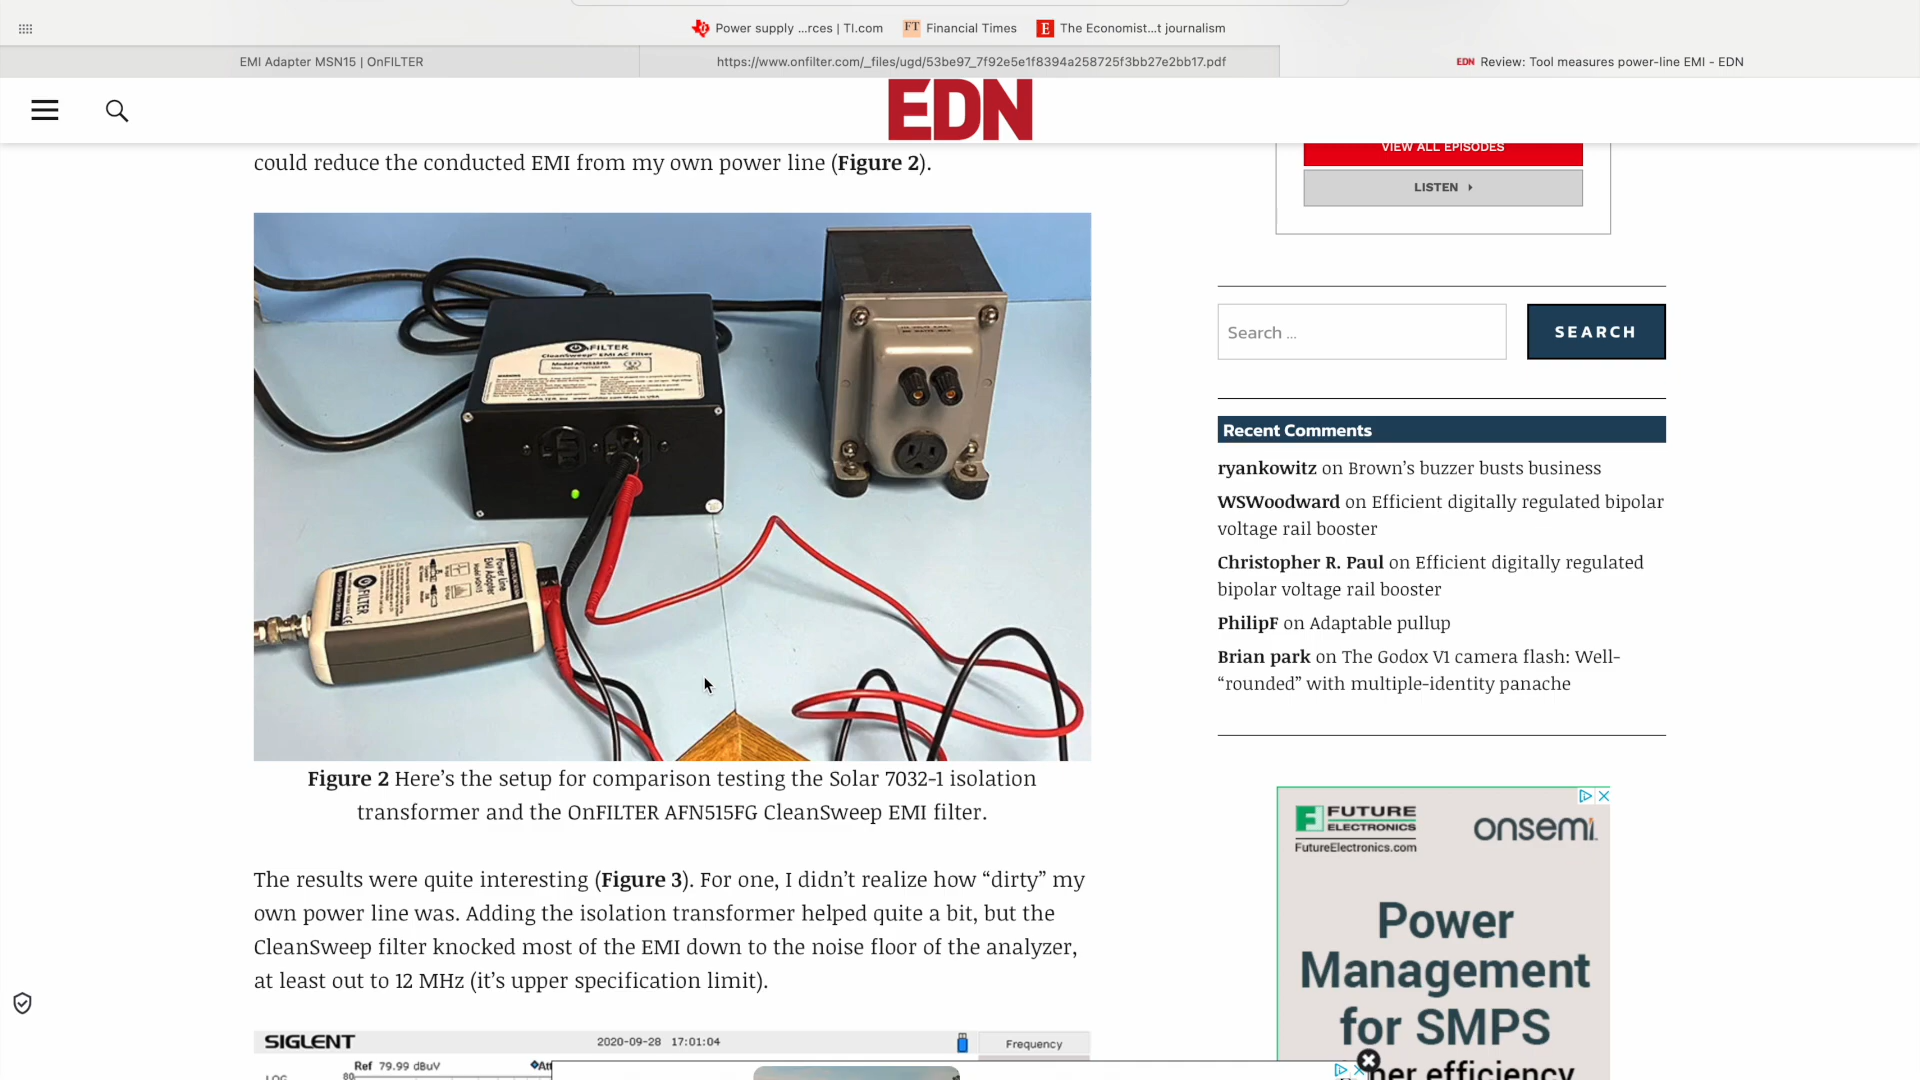 Power supply ...rces | TI.com
FT Financial Times
E The Economist...t journalism
EMI Adapter MSN15 | OnFILTER
https://www.onfilter.com/_files/ugd/53be97_7f92e5e1f8394a258725f3bb27e2bb17.pdf
EDN Review: Tool measures power-line EMI - EDN
EDN
could reduce the conducted EMI from my own power line (Figure 2).
VIEW ALL EPISODES
LISTEN
Search ...
SEARCH
Recent Comments
ryankowitz on Brown's buzzer busts business
WSWoodward on Efficient digitally regulated bipolar
voltage rail booster
Christopher R. Paul on Efficient digitally regulated
bipolar voltage rail booster
PhilipF on Adaptable pullup
Brian park on The Godox V1 camera flash: Well-
“rounded” with multiple-identity panache
FILTER
CleanSweep EMI AC Filter
Power Line
EMI Adapter
FILTER
Figure 2 Here’s the setup for comparison testing the Solar 7032-1 isolation
transformer and the OnFILTER AFN515FG CleanSweep EMI filter.
The results were quite interesting (Figure 3). For one, I didn’t realize how “dirty” my
own power line was. Adding the isolation transformer helped quite a bit, but the
CleanSweep filter knocked most of the EMI down to the noise floor of the analyzer,
at least out to 12 MHz (it’s upper specification limit).
SIGLENT
2020-09-28 17:01:04
Frequency
Ref 79.99 dBuV
Att
LOG
80
FUTURE
ELECTRONICS
FutureElectronics.com
onsemi
Power
Management
for SMPS
efficiency